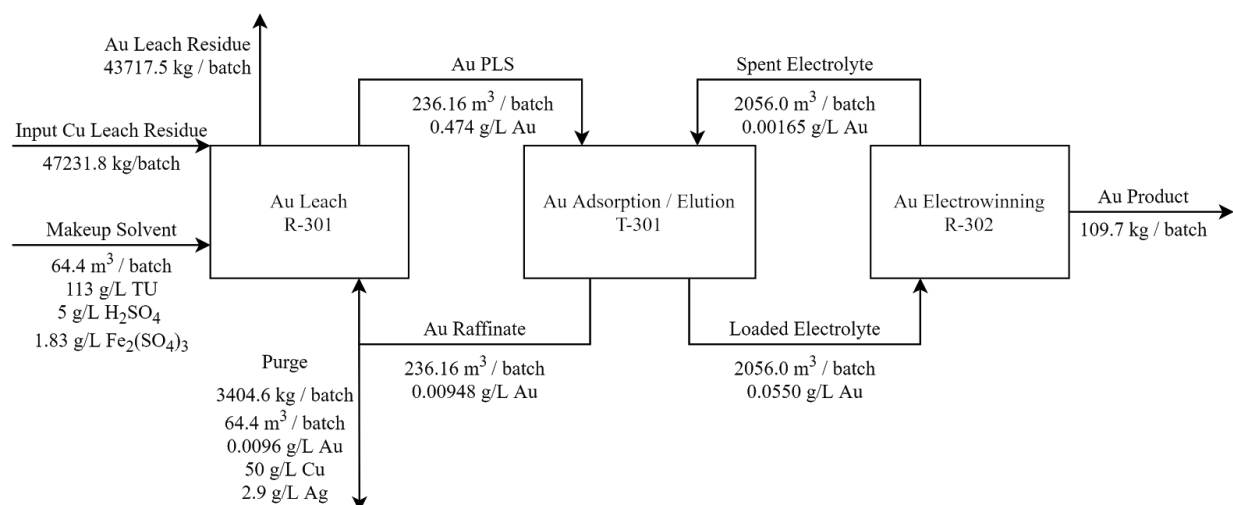 Au Leach Residue
43717.5 kg / batch
Input Cu Leach Residue
47231.8 kg/batch
Makeup Solvent
64.4 m³ / batch
113 g/L TU
5 g/L H₂SO₄
1.83 g/L Fe₂(SO₄)₃
Au Leach
R-301
Au PLS
236.16 m³ / batch
0.474 g/L Au
Au Adsorption / Elution
T-301
Spent Electrolyte
2056.0 m³ / batch
0.00165 g/L Au
Au Electrowinning
R-302
Au Product
109.7 kg / batch
Au Raffinate
236.16 m³ / batch
0.00948 g/L Au
Loaded Electrolyte
2056.0 m³ / batch
0.0550 g/L Au
Purge
3404.6 kg / batch
64.4 m³ / batch
0.0096 g/L Au
50 g/L Cu
2.9 g/L Ag